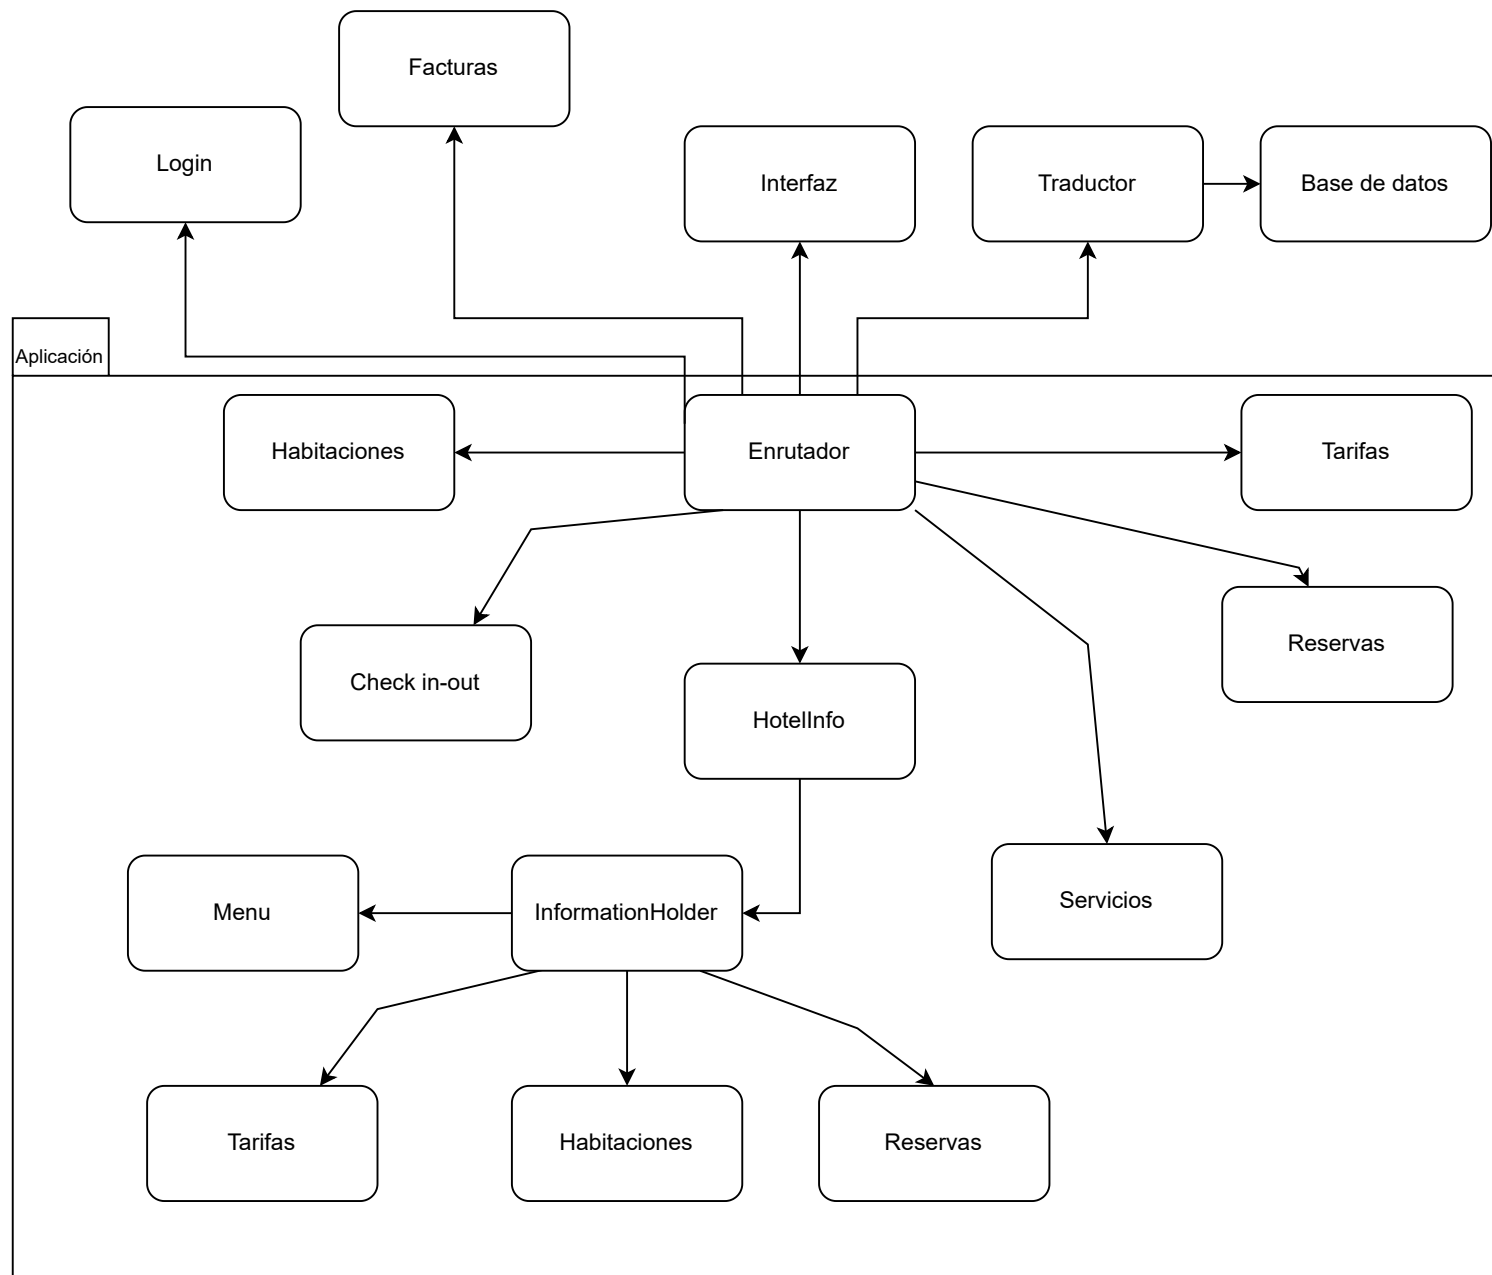 Facturas
Login
Interfaz
Traductor
Base de datos
Aplicación
Habitaciones
Enrutador
Tarifas
Check in-out
HotelInfo
Reservas
Menu
InformationHolder
Servicios
Tarifas
Habitaciones
Reservas